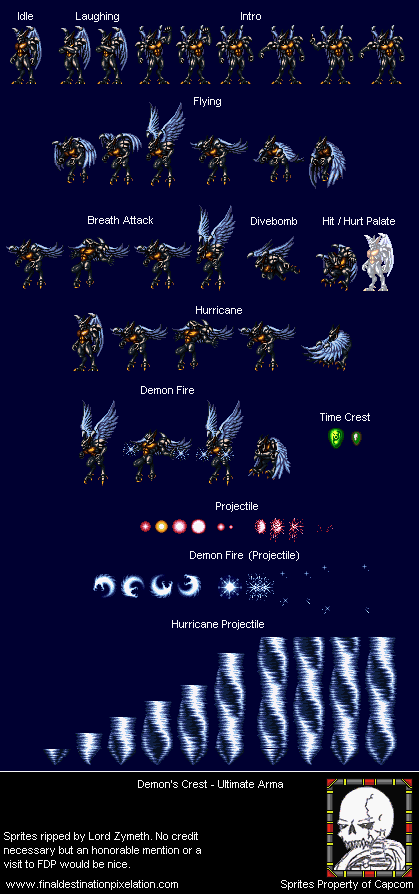 Idle Laughing Intro
Flying
Breath Attack Divebomb Hit / Hurt Palate
Hurricane
Demon Fire
Time Crest
Projectile
Demon Fire (Projectile)
Hurricane Projectile
Demon's Crest - Ultimate Arma
Sprites ripped by Lord Zymeth. No credit
necessary but an honorable mention or a
visit to FDP would be nice.
www.finaldestinationpixelation.com Sprites Property of Capcom